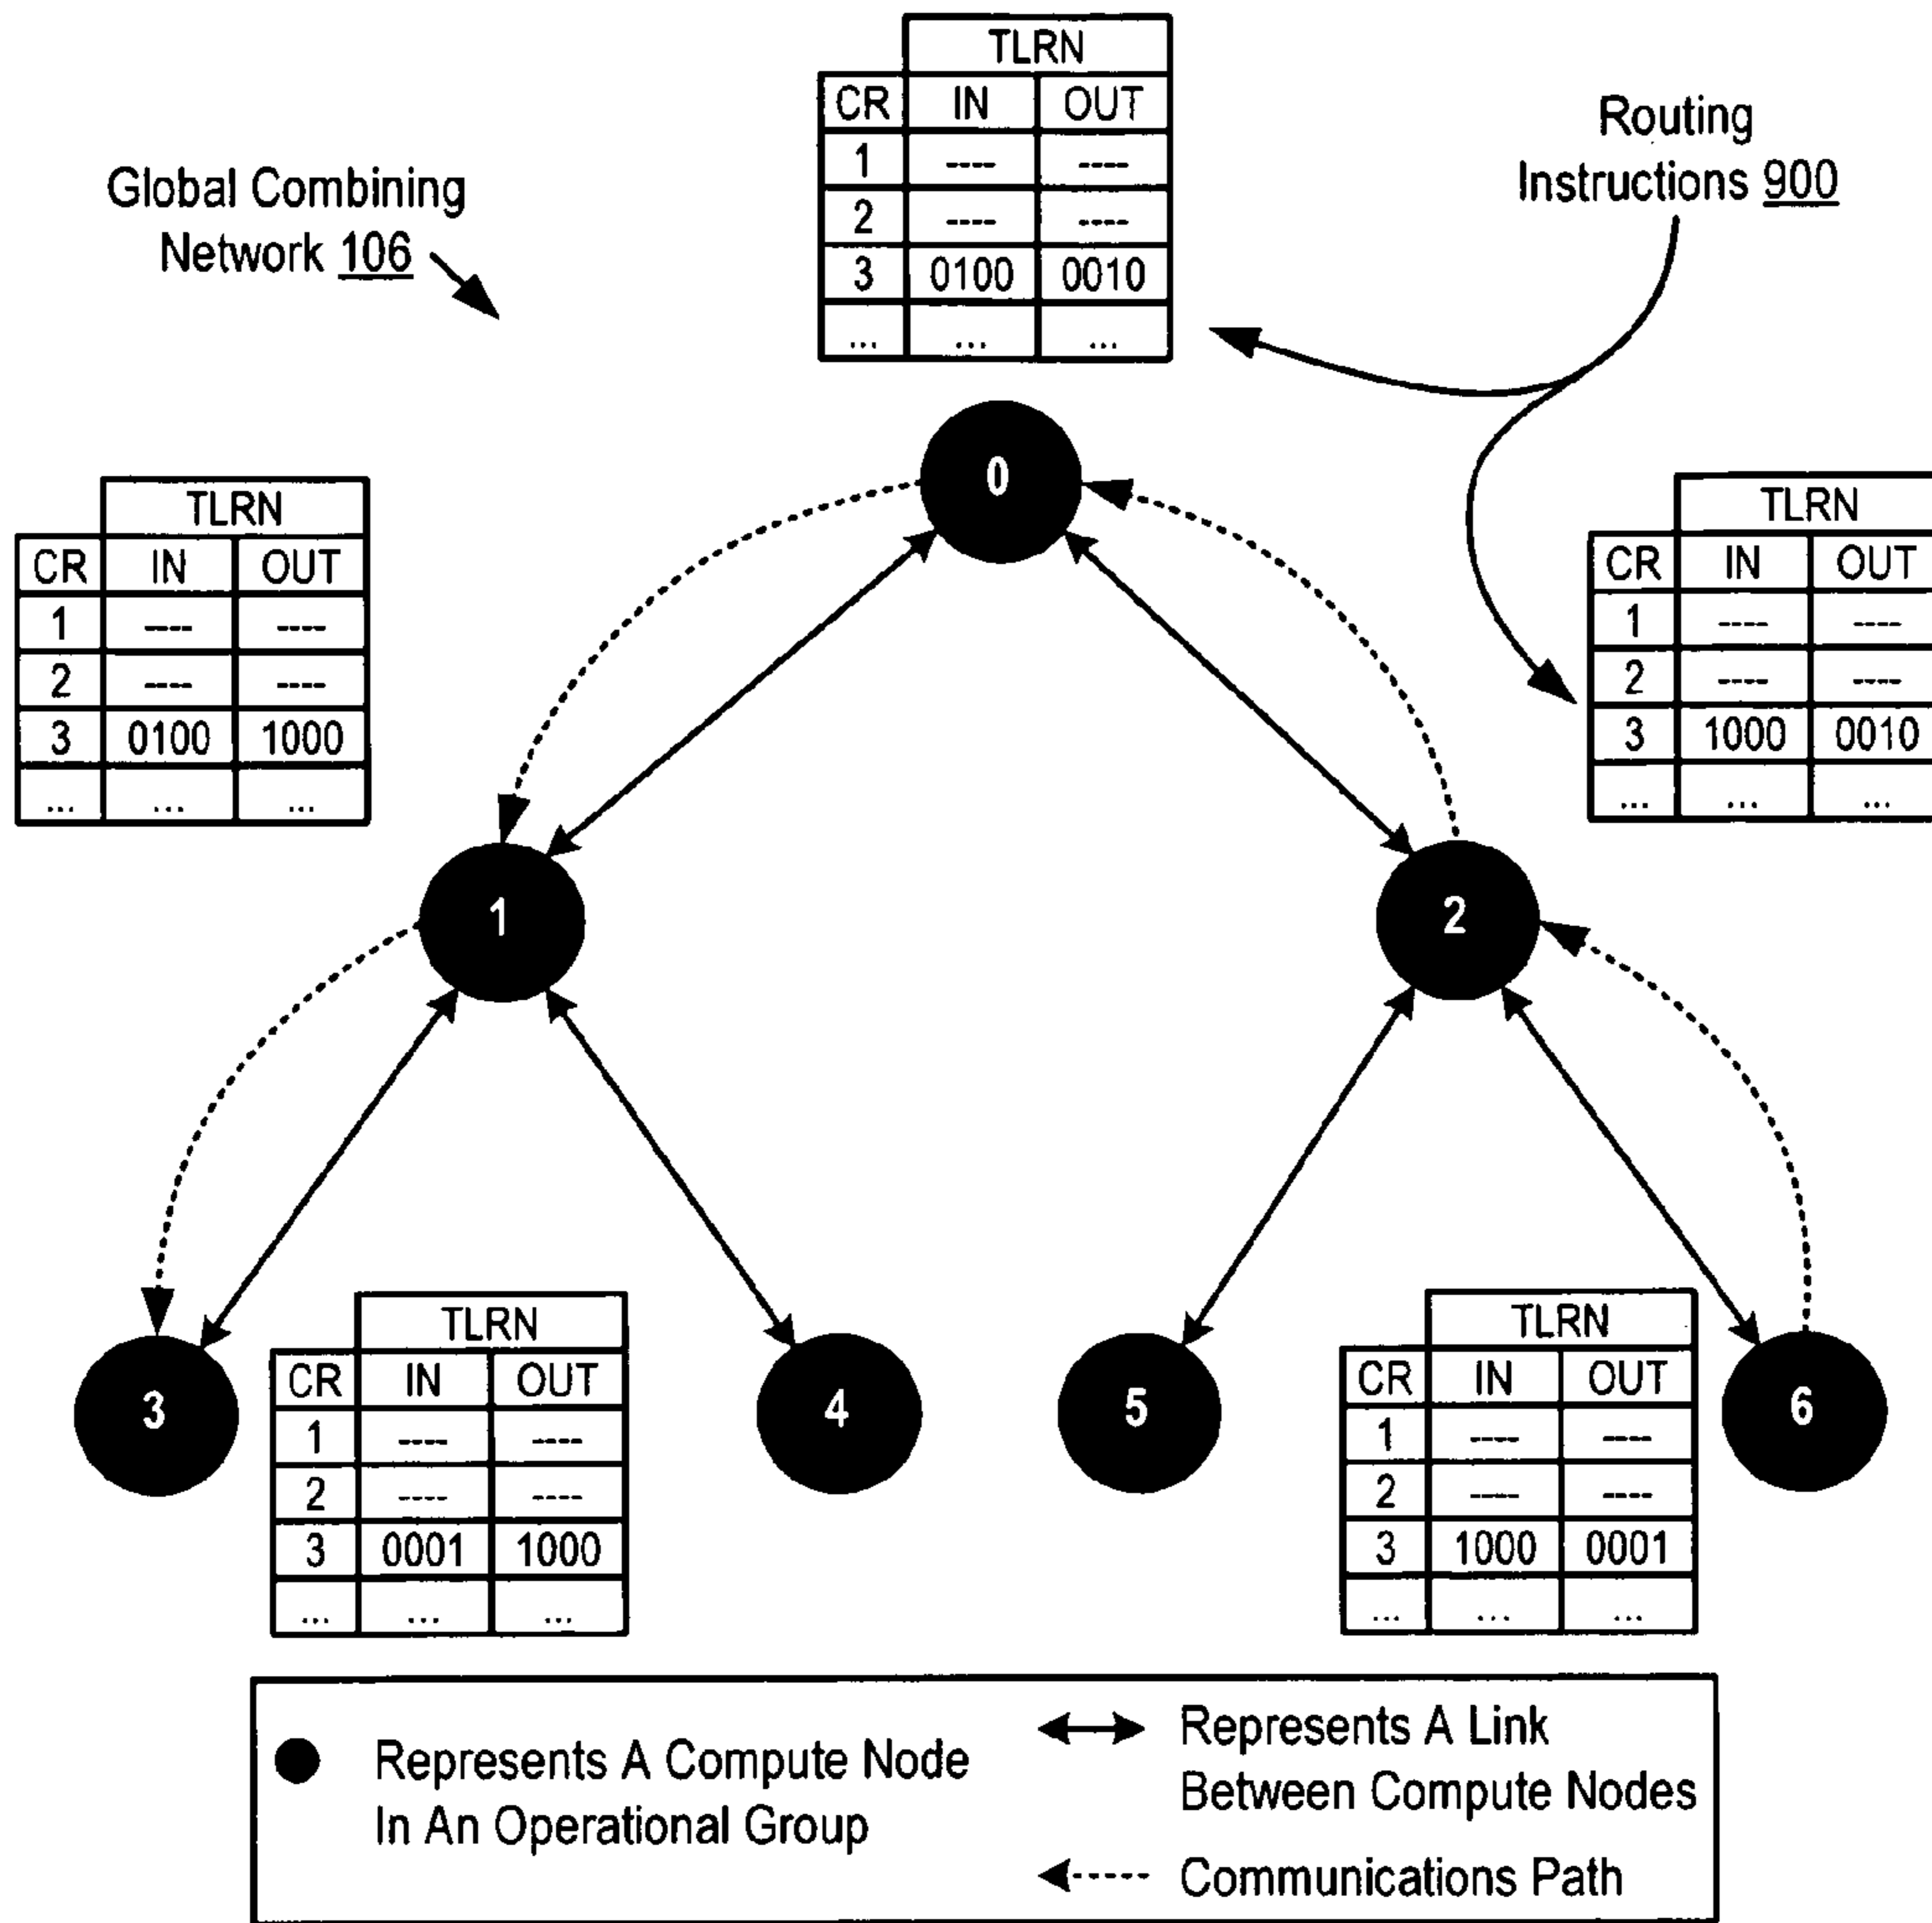 TLRN
CR IN OUT
1 ---- ----
2 ---- ----
3 0100 0010
... ... ...
Routing
Instructions 900
Global Combining
Network 106
0
TLRN
CR IN OUT
1 ---- ----
2 ---- ----
3 0100 1000
... ... ...
TLRN
CR IN OUT
1 ---- ----
2 ---- ----
3 1000 0010
... ... ...
1
2
3
TLRN
CR IN OUT
1 ---- ----
2 ---- ----
3 0001 1000
... ... ...
4
5
TLRN
CR IN OUT
1 ---- ----
2 ---- ----
3 1000 0001
... ... ...
6
Represents A Compute Node
In An Operational Group
Represents A Link
Between Compute Nodes
Communications Path